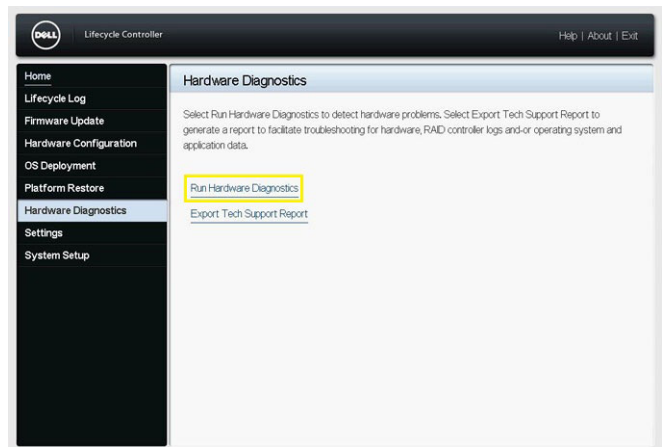 DELL
Lifecycle Controller
Help | About | Exit
Home
Lifecycle Log
Firmware Update
Hardware Configuration
OS Deployment
Platform Restore
Hardware Diagnostics
Settings
System Setup
Hardware Diagnostics
Select Run Hardware Diagnostics to detect hardware problems. Select Export Tech Support Report to
generate a report to facilitate troubleshooting for hardware, RAID controller logs and-or operating system and
application data.
Run Hardware Diagnostics
Export Tech Support Report